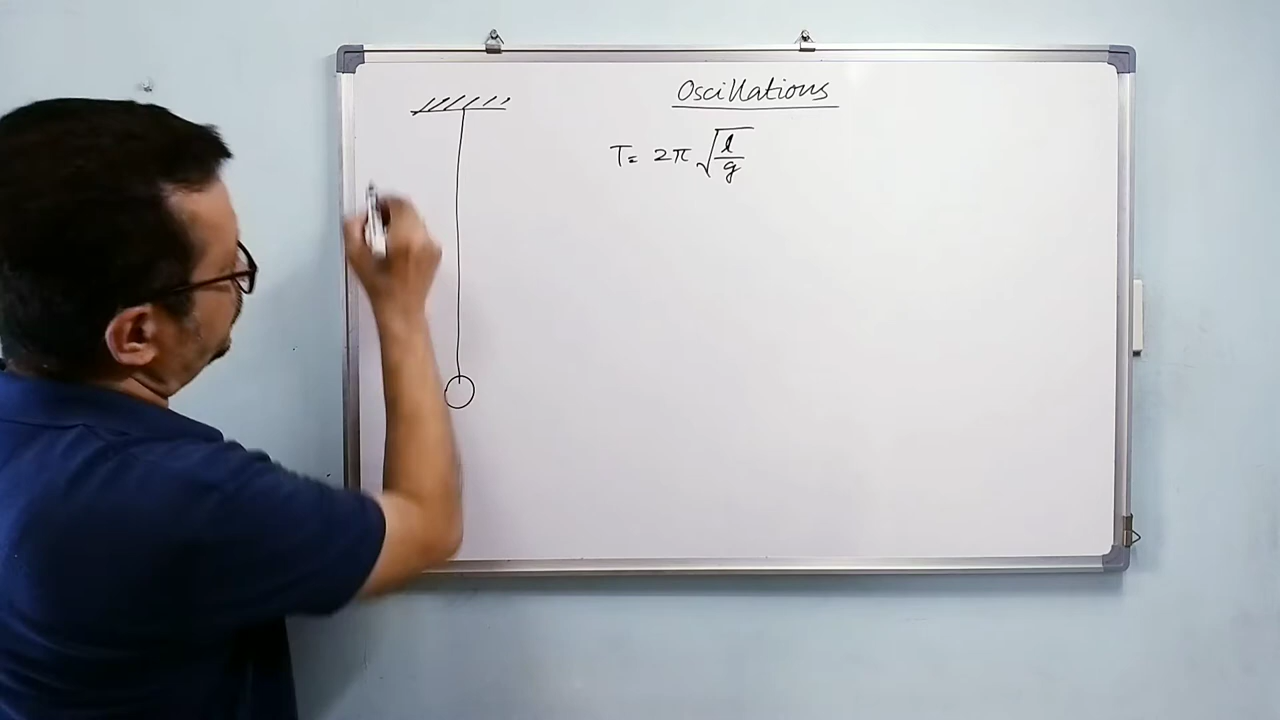 Oscillations
T= 2π √(l/g)